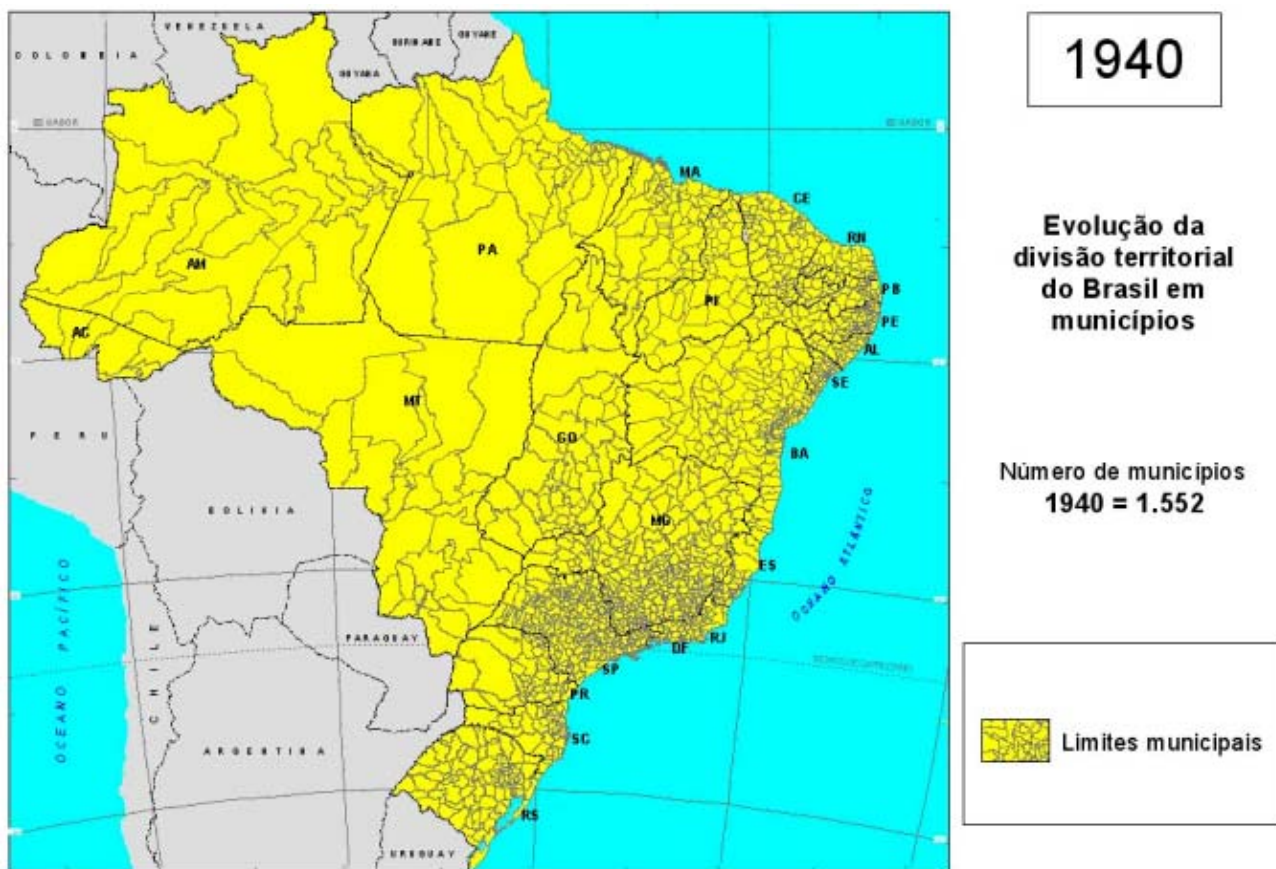 1940
Evolução da
divisão territorial
do Brasil em
municípios
Número de municípios
1940 = 1.552
Limites municipais
VENEZUELA
COLOMBIA
GUYANA
SURINAME
GUYANE
EQUADOR
EQUADOR
MA
CE
RN
PB
PE
AL
SE
BA
AM
PA
PI
AC
MT
GO
MG
ES
RJ
DF
SP
PR
SC
RS
PERU
BOLIVIA
PARAGUAY
CHILE
ARGENTINA
URUGUAY
OCEANO PACÍFICO
OCEANO ATLÂNTICO